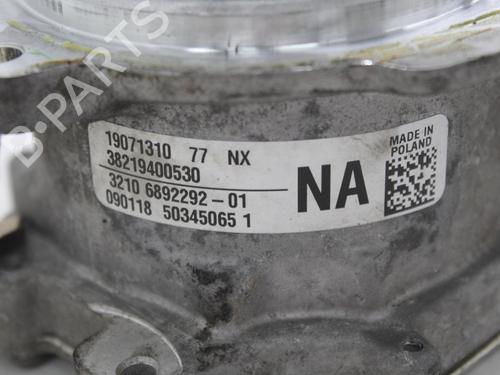 B-PARTS
19071310 77 NX
38219400530
3210 6892292-01
090118 50345065 1
NA
MADE IN
POLAND